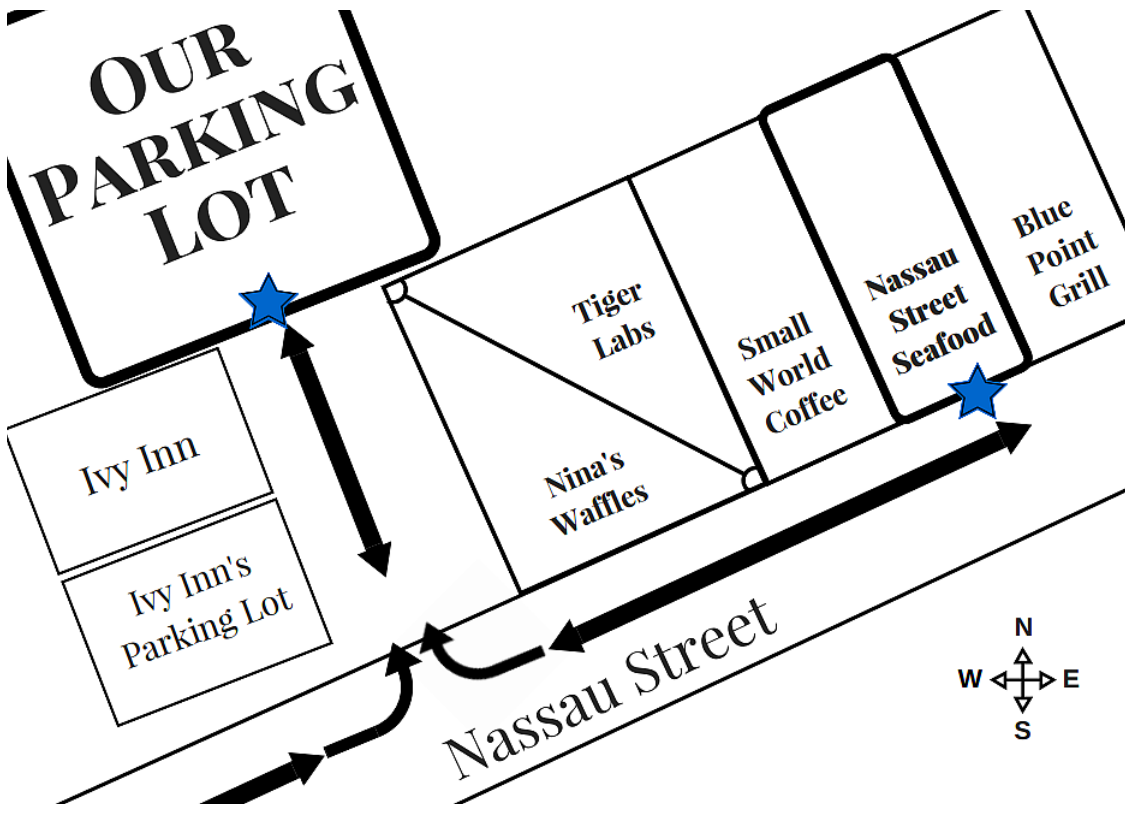 OUR
PARKING
LOT
Tiger
Labs
Small
World
Coffee
Nassau
Street
Seafood
Blue
Point
Grill
Ivy Inn
Nina's
Waffles
Ivy Inn's
Parking Lot
Nassau Street
N
W E
S